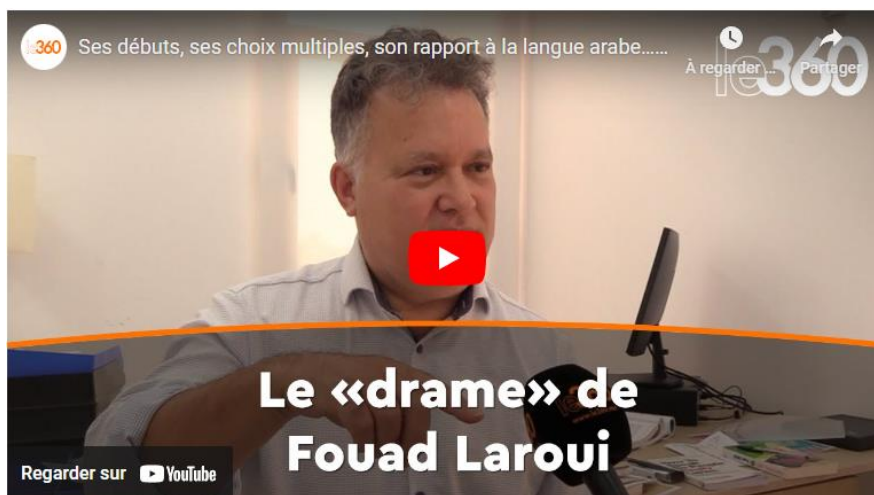 le360
Ses débuts, ses choix multiples, son rapport à la langue arabe......
le360
À regarder ...
Partager
Le «drame» de
Fouad Laroui
Regarder sur YouTube